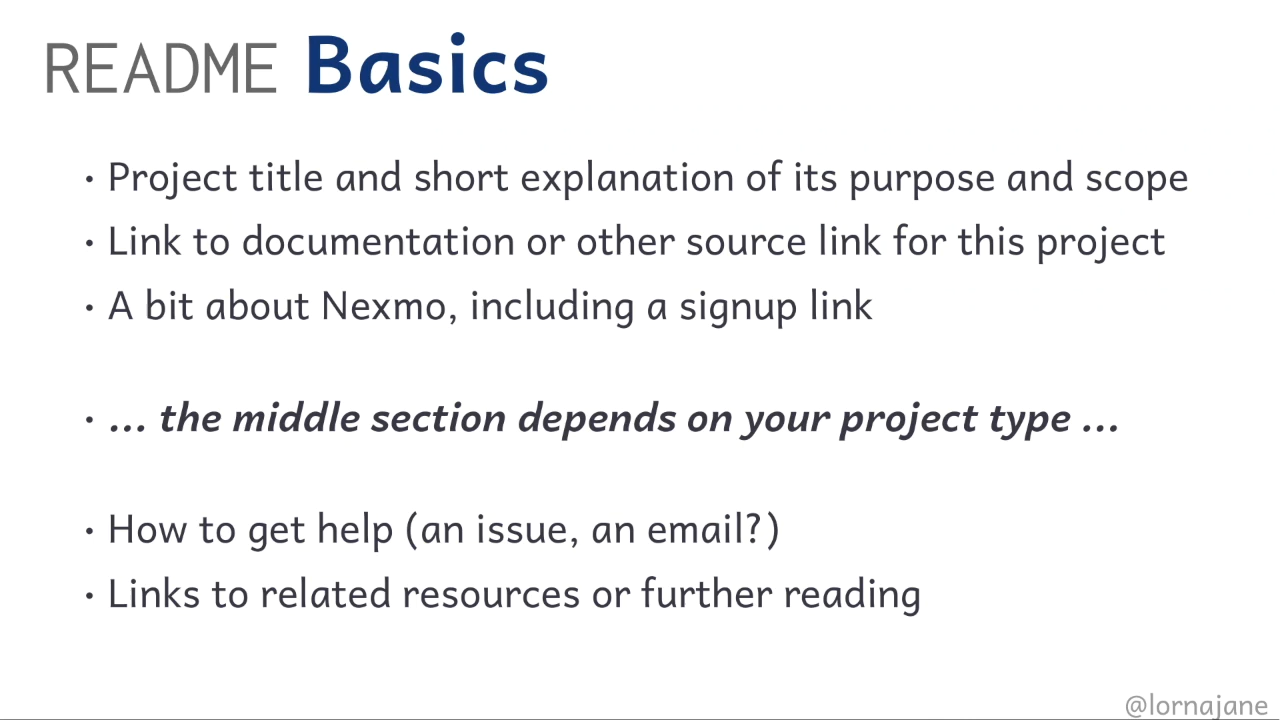 README Basics
• Project title and short explanation of its purpose and scope
• Link to documentation or other source link for this project
• A bit about Nexmo, including a signup link
• ... the middle section depends on your project type ...
• How to get help (an issue, an email?)
• Links to related resources or further reading
@lornajane